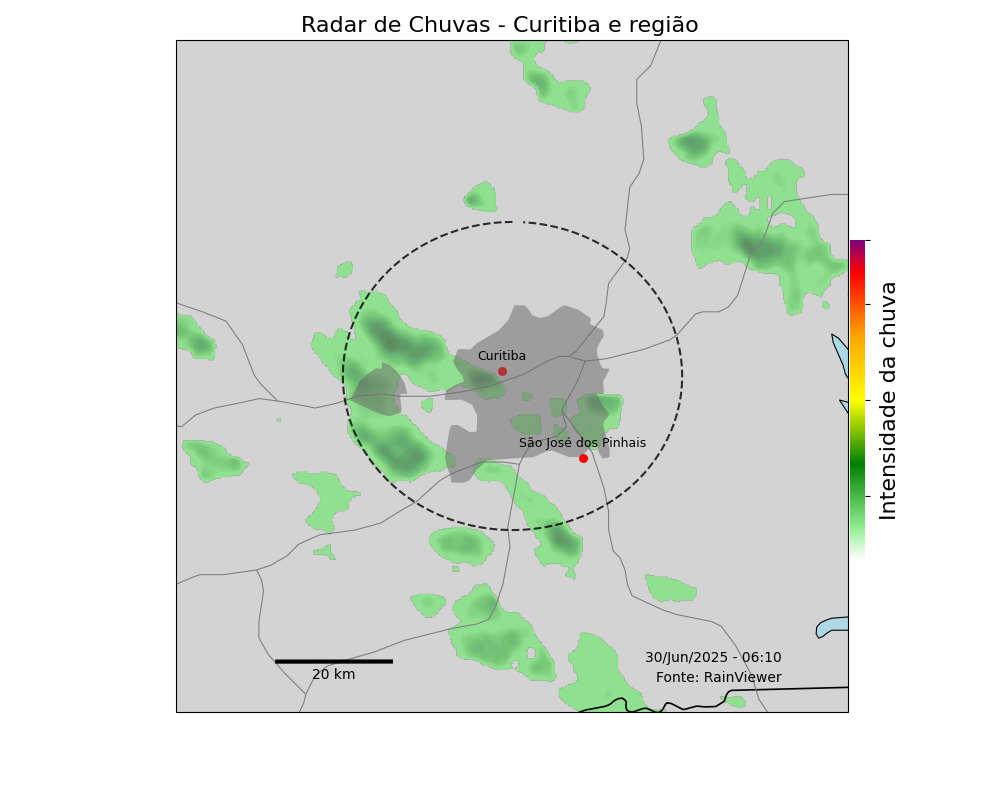 Radar de Chuvas - Curitiba e região
Curitiba
São José dos Pinhais
Intensidade da chuva
20 km
30/Jun/2025 - 06:10
Fonte: RainViewer